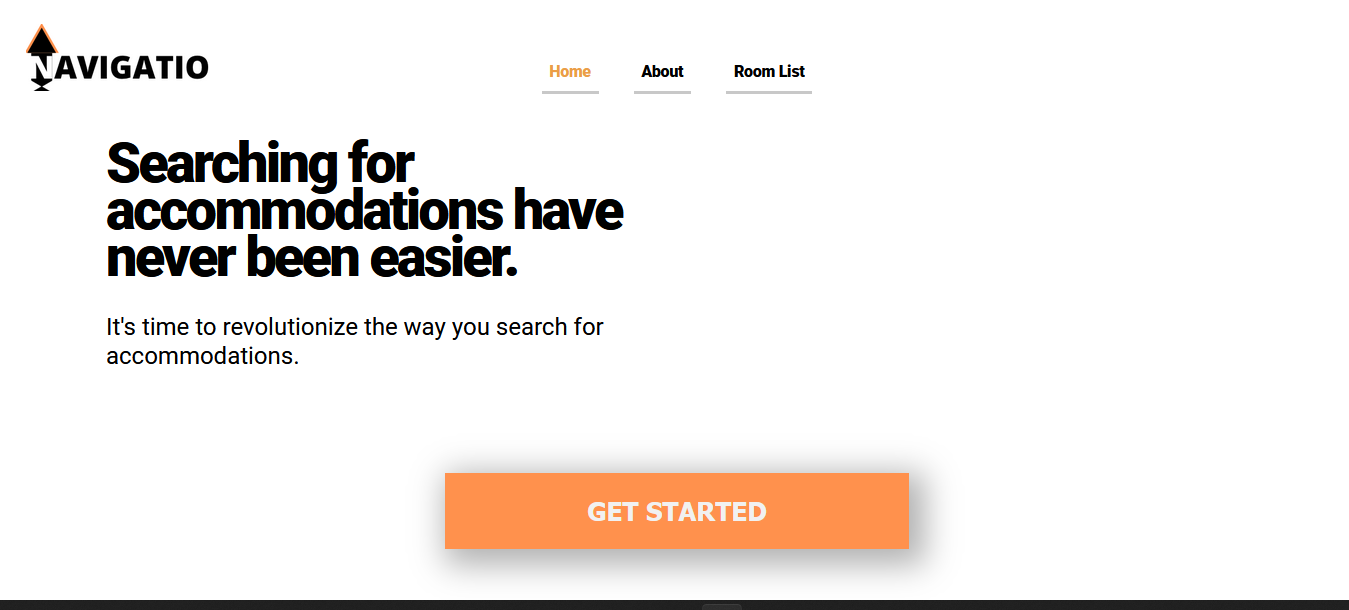 NAVIGATIO
Home About Room List
Searching for
accommodations have
never been easier.
It's time to revolutionize the way you search for
accommodations.
GET STARTED